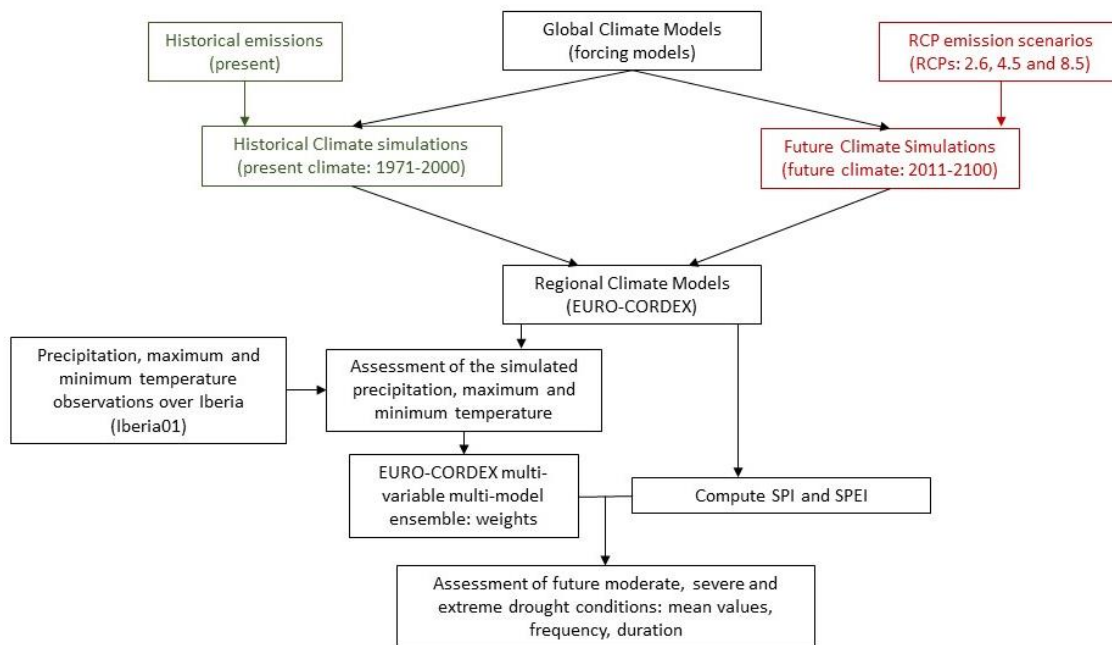 Historical emissions
(present)
Global Climate Models
(forcing models)
RCP emission scenarios
(RCPs: 2.6, 4.5 and 8.5)
Historical Climate simulations
(present climate: 1971-2000)
Future Climate Simulations
(future climate: 2011-2100)
Regional Climate Models
(EURO-CORDEX)
Precipitation, maximum and
minimum temperature
observations over Iberia
(Iberia01)
Assessment of the simulated
precipitation, maximum and
minimum temperature
EURO-CORDEX multi-
variable multi-model
ensemble: weights
Compute SPI and SPEI
Assessment of future moderate, severe and
extreme drought conditions: mean values,
frequency, duration